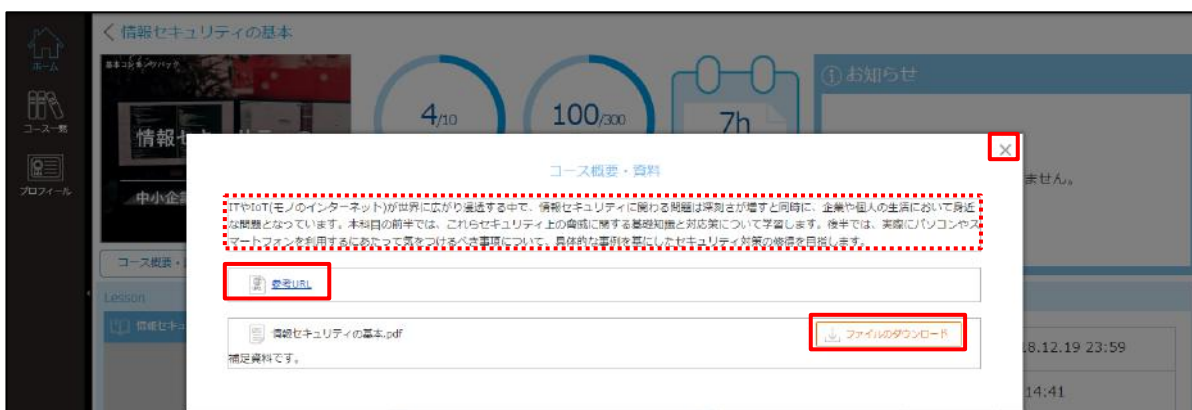 ホーム
コース一覧
プロフィール
情報セキュリティの基本
基本コンテンツパック
情報セキュリティの
中小企
4/10
100/300
7h
お知らせ
ません。
コース概要・資料
ITやIoT(モノのインターネット)が世界に広がり浸透する中で、情報セキュリティに関わる問題は深刻さが増すと同時に、企業や個人の生活において身近
な問題となっています。本科目の前半では、これらセキュリティ上の脅威に関する基礎知識と対応策について学習します。後半では、実際にパソコンやス
マートフォンを利用するにあたって気をつけるべき事項について、具体的な事例を基にしたセキュリティ対策の修得を目指します。
コース概要・
参考URL
Lesson
情報セキュ
情報セキュリティの基本.pdf
ファイルのダウンロード
補足資料です。
8.12.19 23:59
14:41